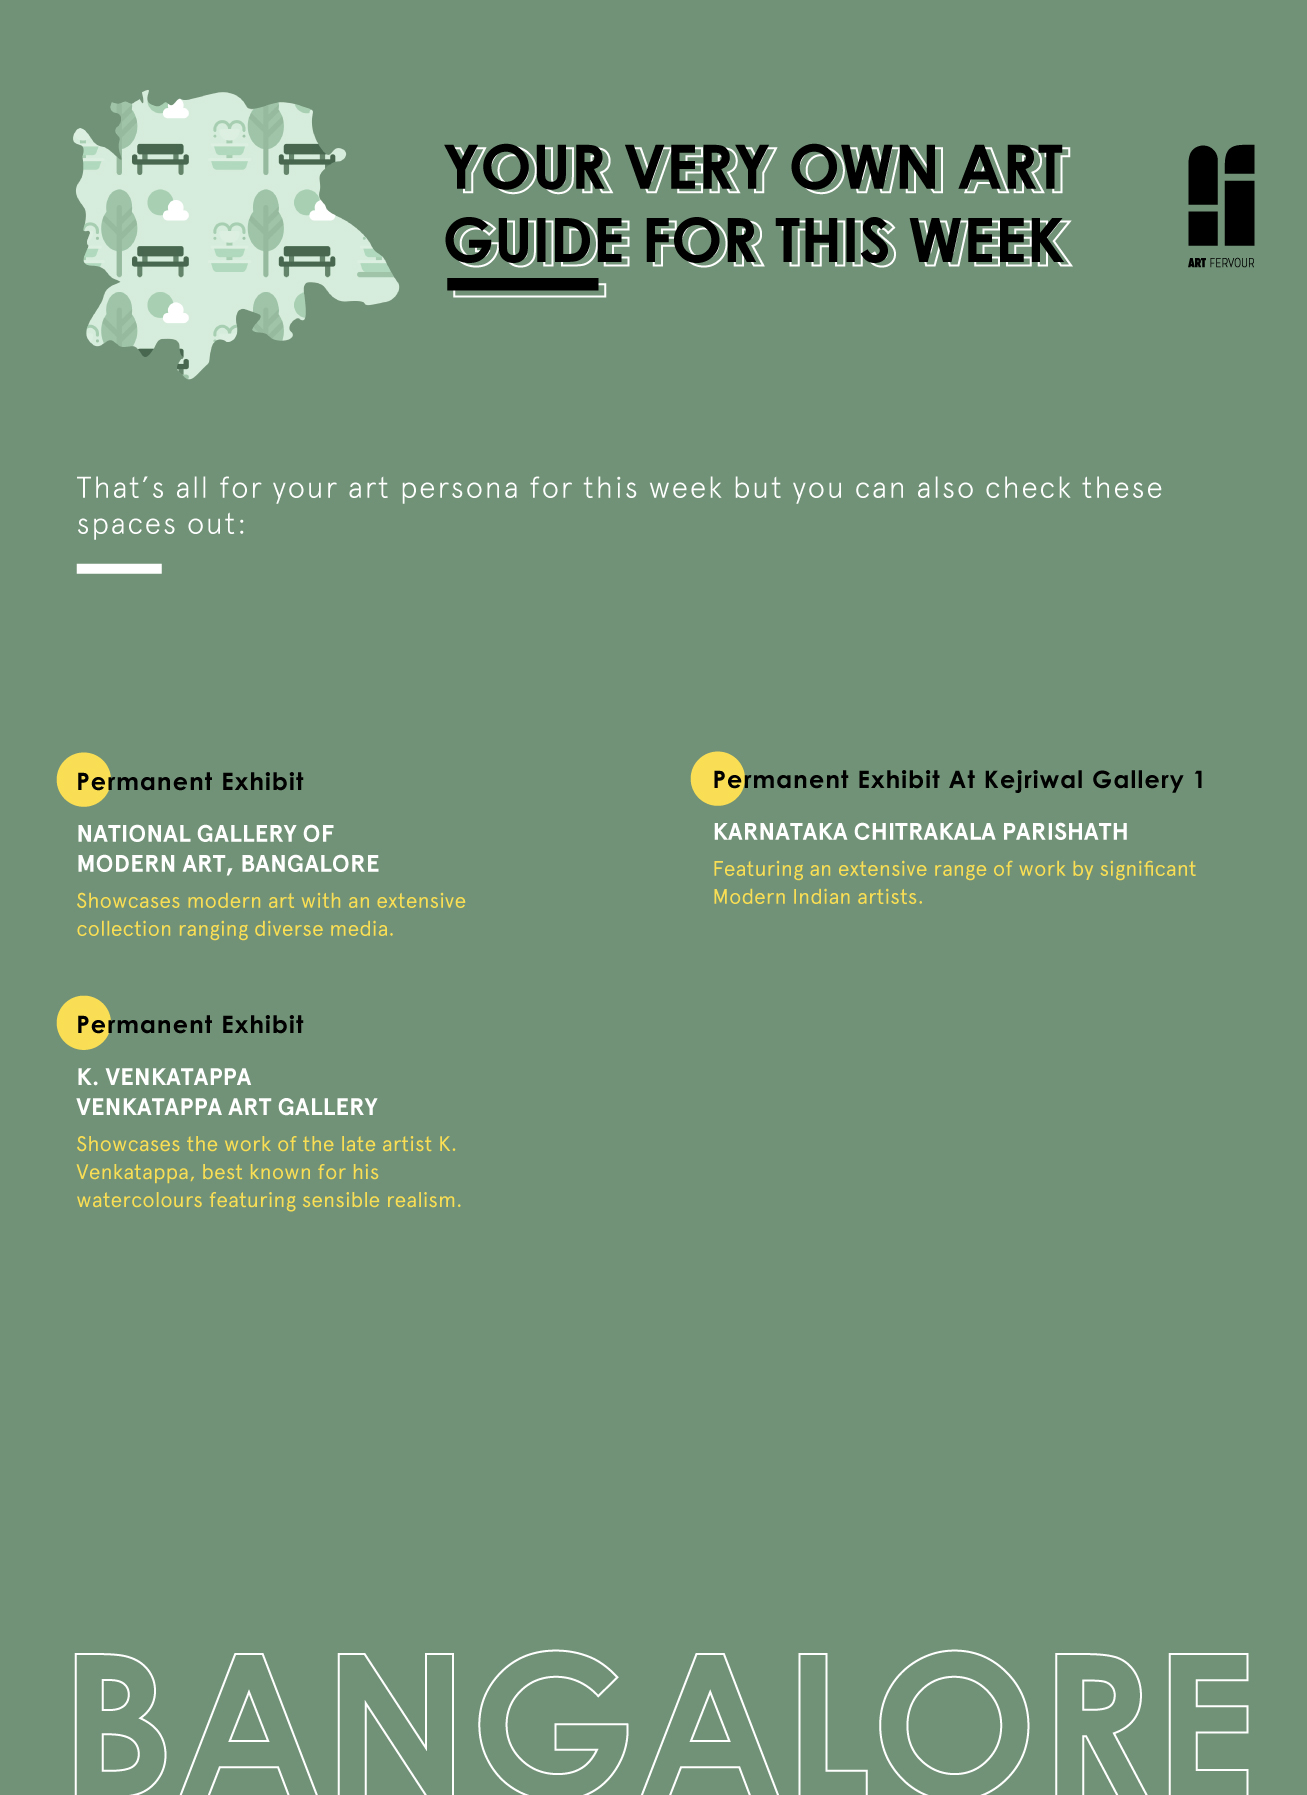 YOUR VERY OWN ART
GUIDE FOR THIS WEEK
ART FERVOUR
That's all for your art persona for this week but you can also check these
spaces out:
Permanent Exhibit
NATIONAL GALLERY OF
MODERN ART, BANGALORE
Showcases modern art with an extensive
collection ranging diverse media.
Permanent Exhibit At Kejriwal Gallery 1
KARNATAKA CHITRAKALA PARISHATH
Featuring an extensive range of work by significant
Modern Indian artists.
Permanent Exhibit
K. VENKATAPPA
VENKATAPPA ART GALLERY
Showcases the work of the late artist K.
Venkatappa, best known for his
watercolours featuring sensible realism.
BANGALORE